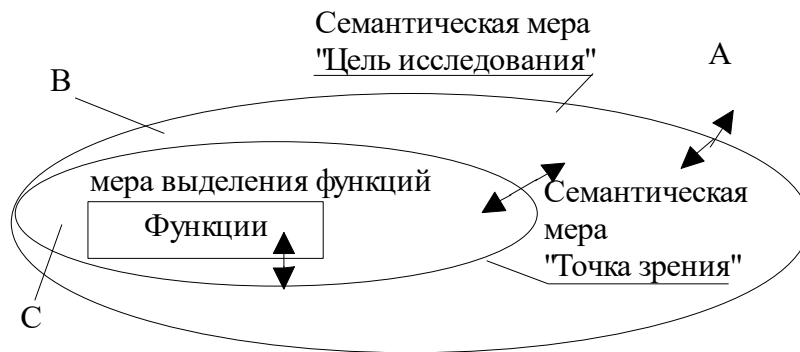 Семантическая мера
"Цель исследования"
A
B
мера выделения функций
Функции
Семантическая
мера
"Точка зрения"
C